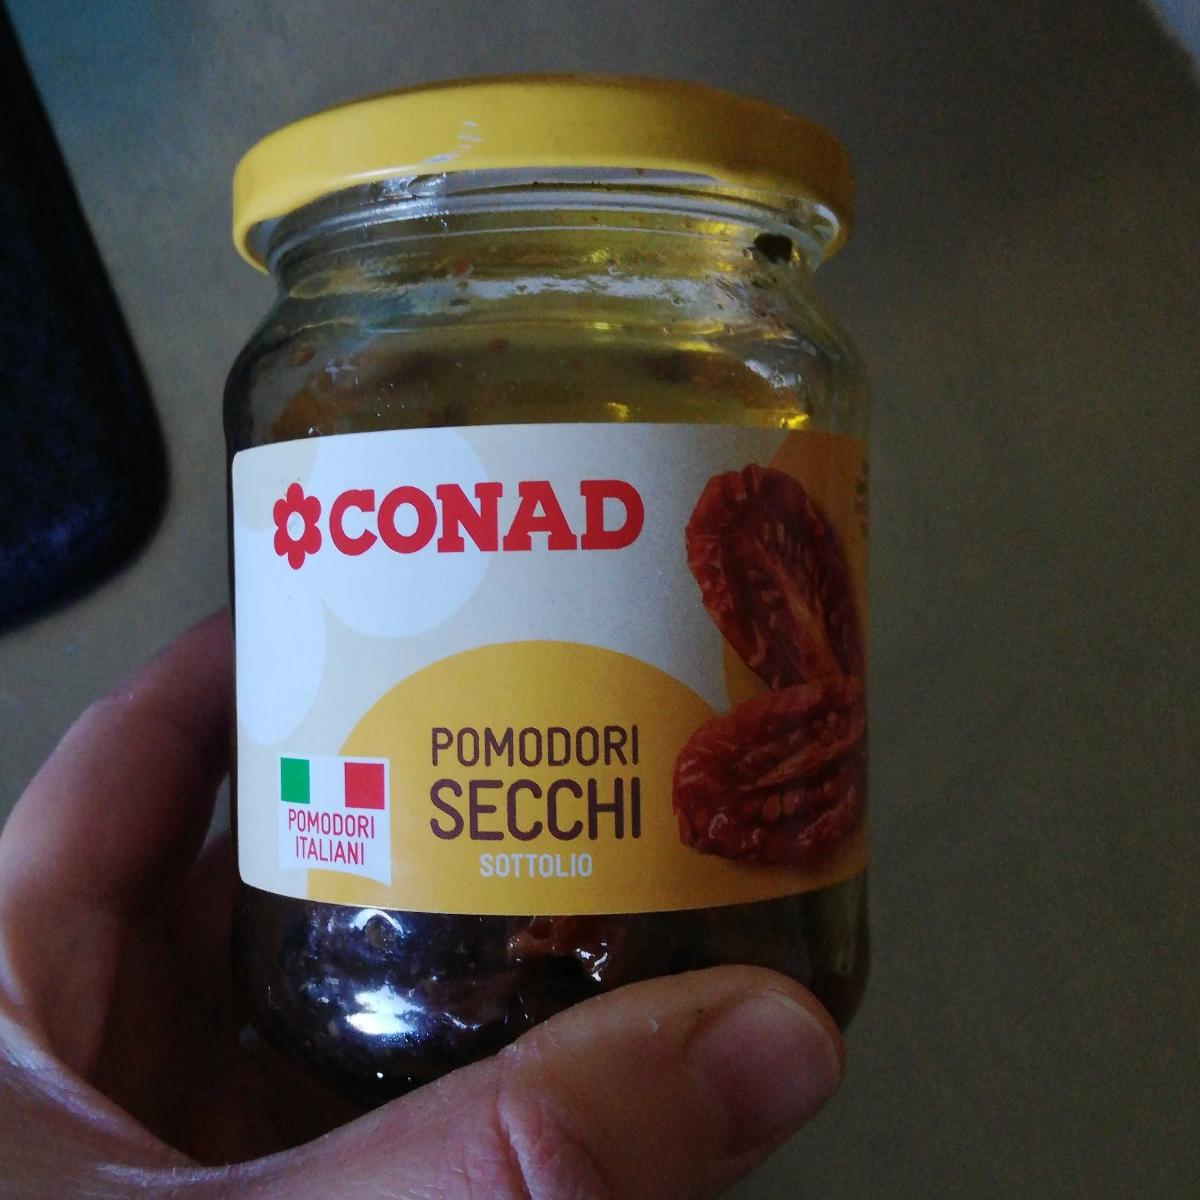 CONAD
POMODORI
SECCHI
SOTTOLIO
POMODORI
ITALIANI